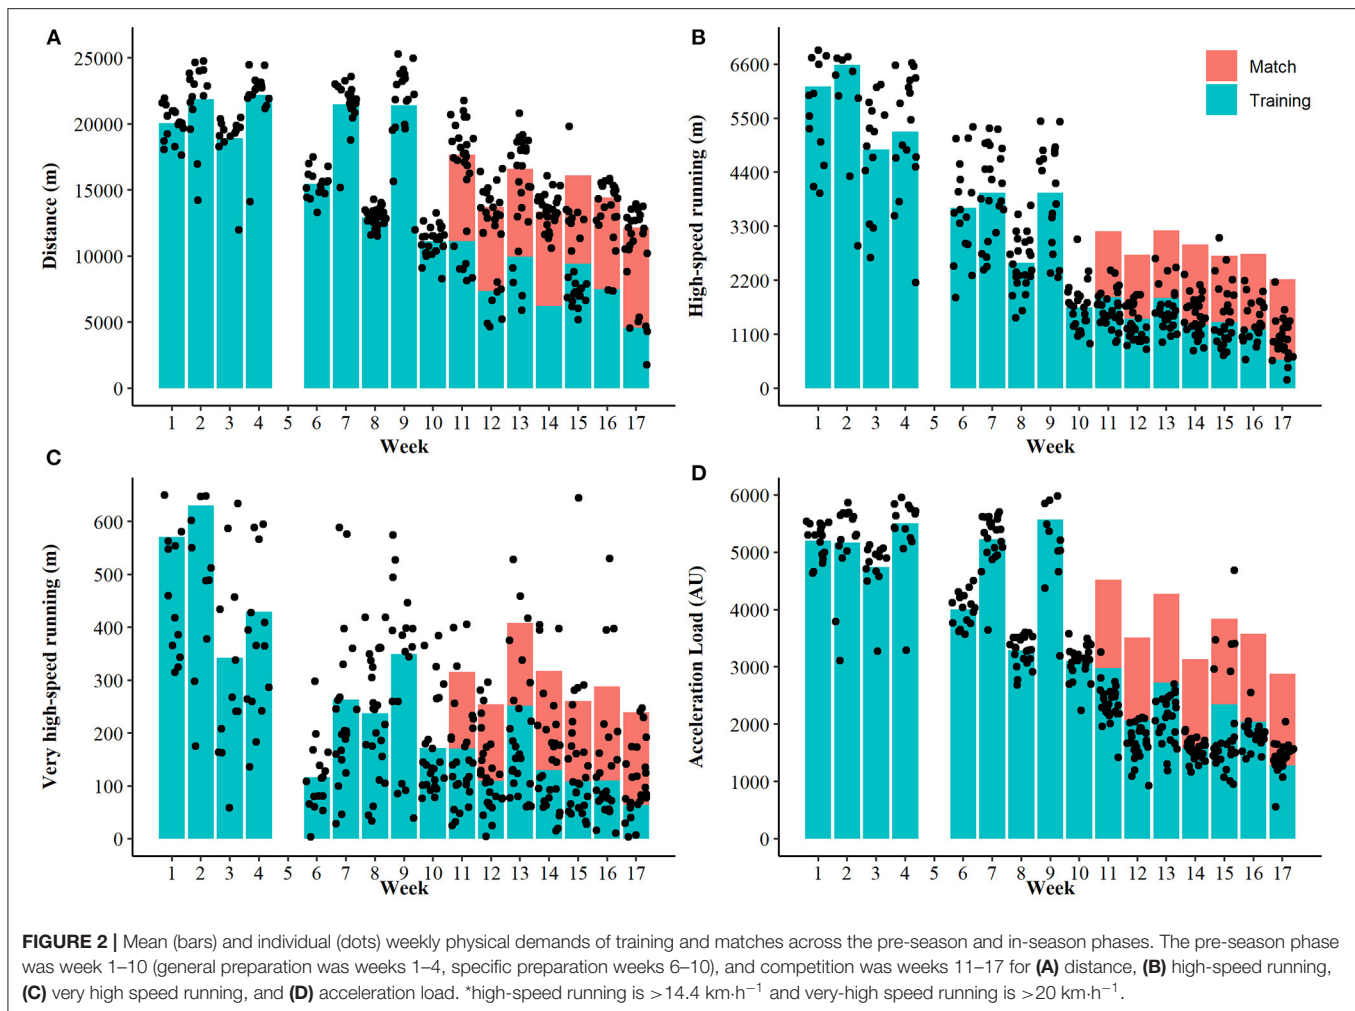 A
25000
20000
15000
10000
5000
0
Distance (m)
1 2 3 4 5 6 7 8 9 10 11 12 13 14 15 16 17
Week
B
6600
5500
4400
3300
2200
1100
0
High-speed running (m)
Match
Training
1 2 3 4 5 6 7 8 9 10 11 12 13 14 15 16 17
Week
C
600
500
400
300
200
100
0
Very high-speed running (m)
1 2 3 4 5 6 7 8 9 10 11 12 13 14 15 16 17
Week
D
6000
5000
4000
3000
2000
1000
0
Acceleration Load (AU)
1 2 3 4 5 6 7 8 9 10 11 12 13 14 15 16 17
Week
FIGURE 2 | Mean (bars) and individual (dots) weekly physical demands of training and matches across the pre-season and in-season phases. The pre-season phase
was week 1–10 (general preparation was weeks 1–4, specific preparation weeks 6–10), and competition was weeks 11–17 for (A) distance, (B) high-speed running,
(C) very high speed running, and (D) acceleration load. *high-speed running is >14.4 km·h⁻¹ and very-high speed running is >20 km·h⁻¹.